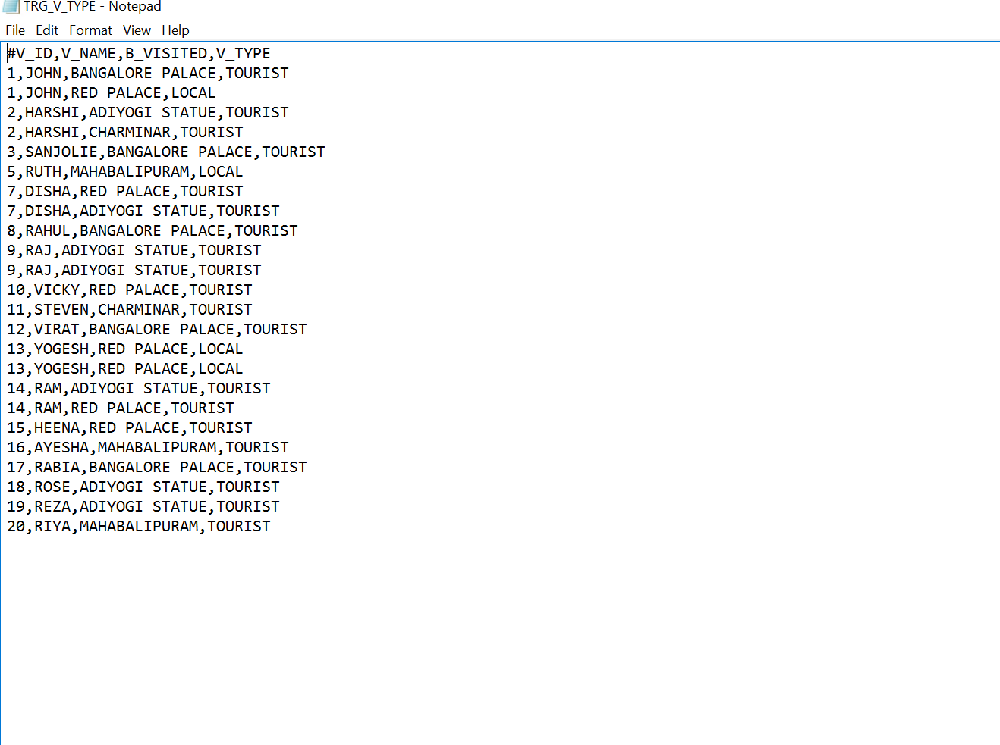 TRG_V_TYPE - Notepad
File Edit Format View Help
#V_ID,V_NAME,B_VISITED,V_TYPE
1,JOHN,BANGALORE PALACE,TOURIST
1,JOHN,RED PALACE,LOCAL
2,HARSHI,ADIYOGI STATUE,TOURIST
2,HARSHI,CHARMINAR,TOURIST
3,SANJOLIE,BANGALORE PALACE,TOURIST
5,RUTH,MAHABALIPURAM,LOCAL
7,DISHA,RED PALACE,TOURIST
7,DISHA,ADIYOGI STATUE,TOURIST
8,RAHUL,BANGALORE PALACE,TOURIST
9,RAJ,ADIYOGI STATUE,TOURIST
9,RAJ,ADIYOGI STATUE,TOURIST
10,VICKY,RED PALACE,TOURIST
11,STEVEN,CHARMINAR,TOURIST
12,VIRAT,BANGALORE PALACE,TOURIST
13,YOGESH,RED PALACE,LOCAL
13,YOGESH,RED PALACE,LOCAL
14,RAM,ADIYOGI STATUE,TOURIST
14,RAM,RED PALACE,TOURIST
15,HEENA,RED PALACE,TOURIST
16,AYESHA,MAHABALIPURAM,TOURIST
17,RABIA,BANGALORE PALACE,TOURIST
18,ROSE,ADIYOGI STATUE,TOURIST
19,REZA,ADIYOGI STATUE,TOURIST
20,RIYA,MAHABALIPURAM,TOURIST